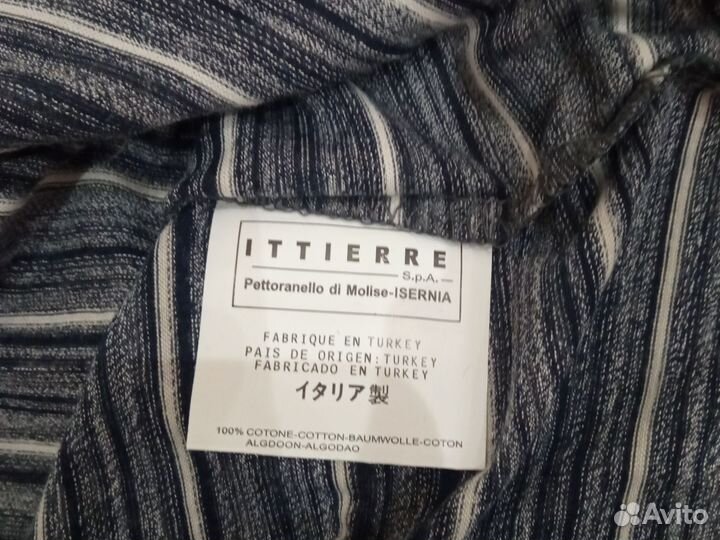 ITTIERRE
S.p.A.
Pettoranello di Molise-ISERNIA
FABRIQUE EN TURKEY
PAIS DE ORIGEN: TURKEY
FABRICADO EN TURKEY
イタリア製
100% COTONE-COTTON-BAUMWOLLE-COTON
ALGDOON-ALGODAO
Avito